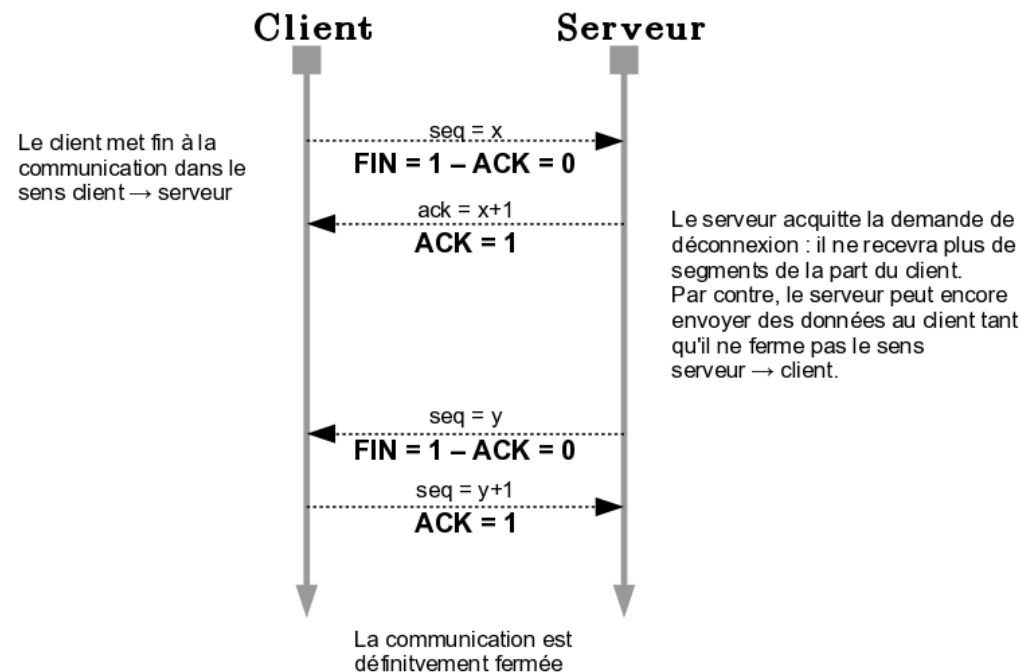 Client
Serveur
seq = x
FIN = 1 – ACK = 0
Le client met fin à la
communication dans le
sens client → serveur
ack = x+1
ACK = 1
Le serveur acquitte la demande de
déconnexion : il ne recevra plus de
segments de la part du client.
Par contre, le serveur peut encore
envoyer des données au client tant
qu'il ne ferme pas le sens
serveur → client.
seq = y
FIN = 1 – ACK = 0
seq = y+1
ACK = 1
La communication est
définitvement fermée